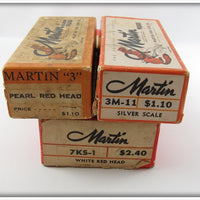 MARTIN "3"
PEARL RED HEAD
PRICE $1.10
Martin
3M-11 $1.10
SILVER SCALE
Martin
7KS-1 $2.40
WHITE RED HEAD